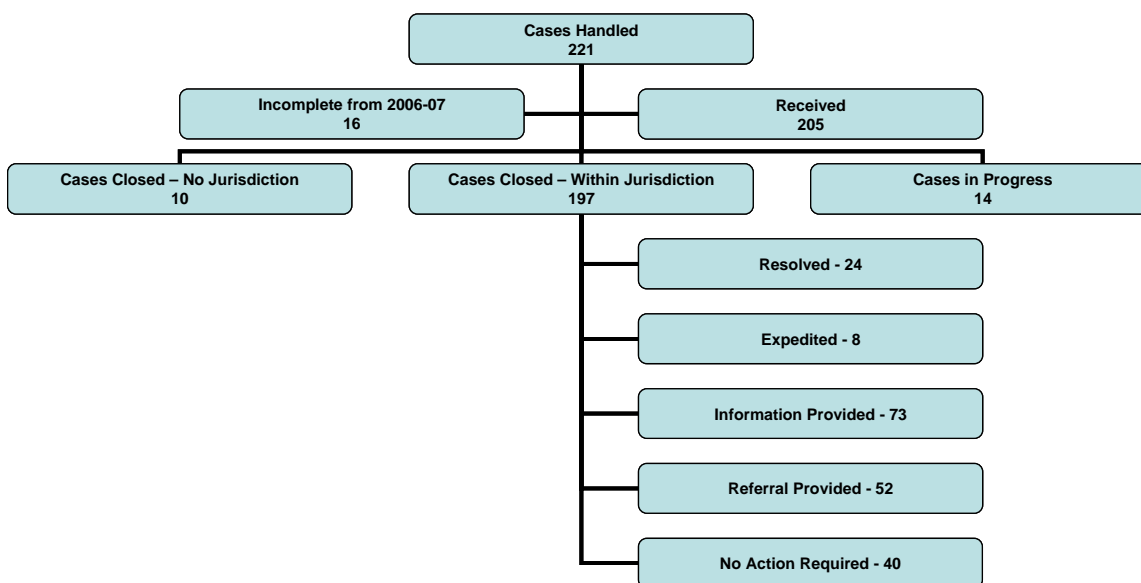 Cases Handled
221
Incomplete from 2006-07
16
Received
205
Cases Closed – No Jurisdiction
10
Cases Closed – Within Jurisdiction
197
Cases in Progress
14
Resolved - 24
Expedited - 8
Information Provided - 73
Referral Provided - 52
No Action Required - 40